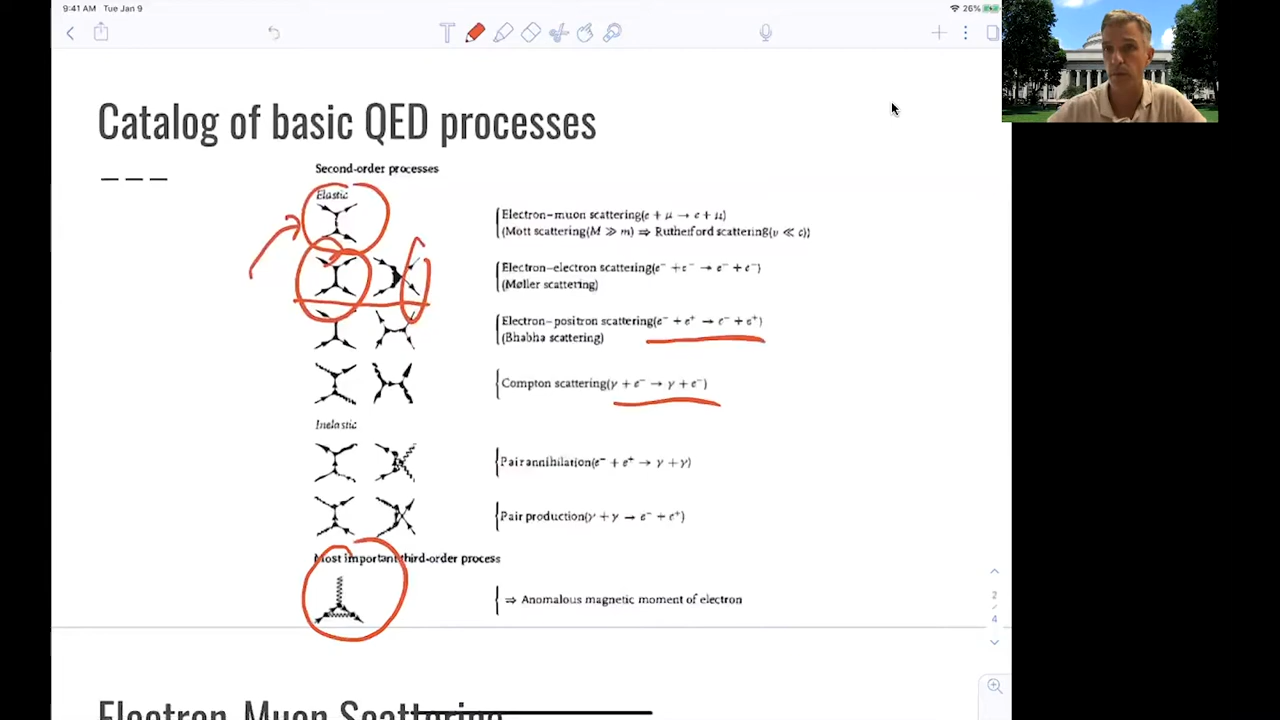 9:41 AM Tue Jan 9
26%
Catalog of basic QED processes
Second-order processes
Elastic
Electron-muon scattering(e + μ → e + μ)
(Mott scattering(M ≫ m) ⇒ Rutherford scattering(v ≪ c))
Electron-electron scattering(e⁻ + e⁻ → e⁻ + e⁻)
(Møller scattering)
Electron-positron scattering(e⁻ + e⁺ → e⁻ + e⁺)
(Bhabha scattering)
Compton scattering(γ + e⁻ → γ + e⁻)
Inelastic
Pair annihilation(e⁻ + e⁺ → γ + γ)
Pair production(γ + γ → e⁻ + e⁺)
Most important third-order process
⇒ Anomalous magnetic moment of electron
2
/
4
Electron-Muon Scattering